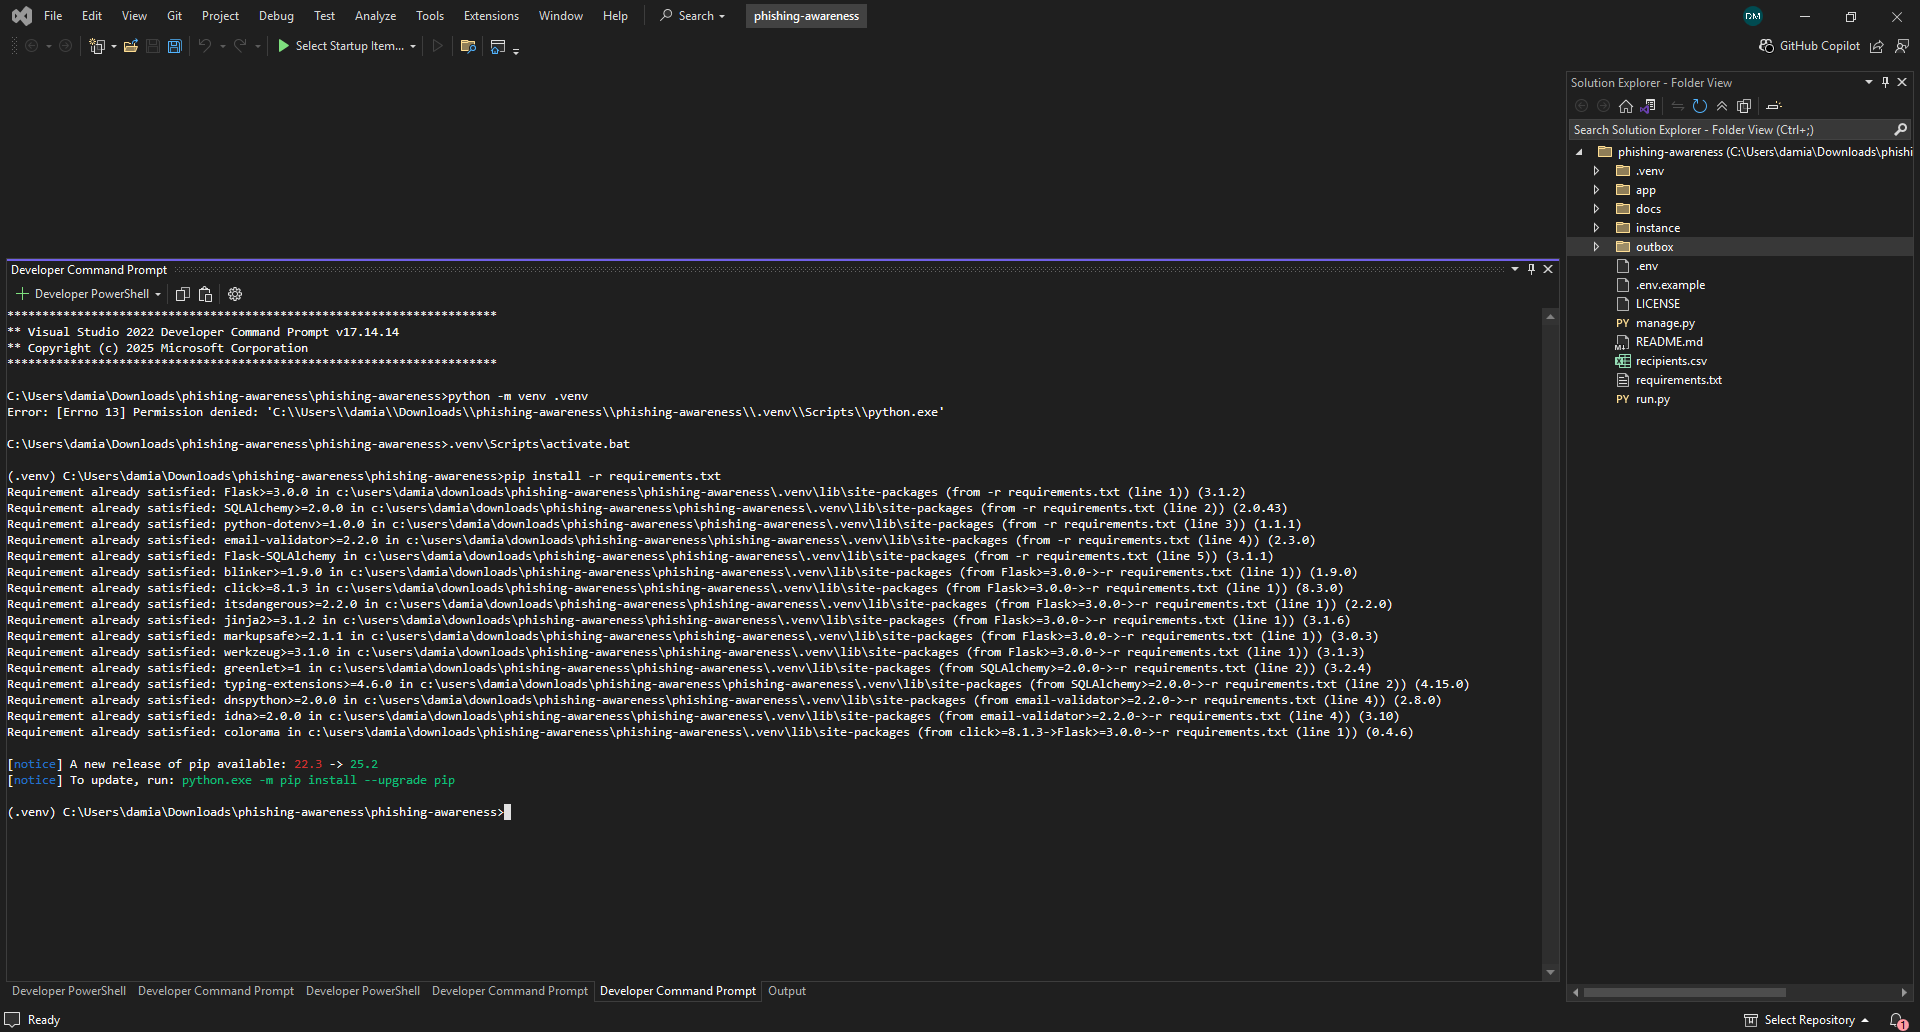 File Edit View Git Project Debug Test Analyze Tools Extensions Window Help Search phishing-awareness DM
Select Startup Item... GitHub Copilot
Solution Explorer - Folder View
Search Solution Explorer - Folder View (Ctrl+;)
phishing-awareness (C:\Users\damia\Downloads\phishi
.venv
app
docs
instance
outbox
.env
.env.example
LICENSE
PY manage.py
README.md
recipients.csv
requirements.txt
PY run.py
Developer Command Prompt
Developer PowerShell
**********************************************************************
** Visual Studio 2022 Developer Command Prompt v17.14.14
** Copyright (c) 2025 Microsoft Corporation
**********************************************************************
C:\Users\damia\Downloads\phishing-awareness\phishing-awareness>python -m venv .venv
Error: [Errno 13] Permission denied: 'C:\\Users\\damia\\Downloads\\phishing-awareness\\phishing-awareness\\.venv\\Scripts\\python.exe'
C:\Users\damia\Downloads\phishing-awareness\phishing-awareness>.venv\Scripts\activate.bat
(.venv) C:\Users\damia\Downloads\phishing-awareness\phishing-awareness>pip install -r requirements.txt
Requirement already satisfied: Flask>=3.0.0 in c:\users\damia\downloads\phishing-awareness\phishing-awareness\.venv\lib\site-packages (from -r requirements.txt (line 1)) (3.1.2)
Requirement already satisfied: SQLAlchemy>=2.0.0 in c:\users\damia\downloads\phishing-awareness\phishing-awareness\.venv\lib\site-packages (from -r requirements.txt (line 2)) (2.0.43)
Requirement already satisfied: python-dotenv>=1.0.0 in c:\users\damia\downloads\phishing-awareness\phishing-awareness\.venv\lib\site-packages (from -r requirements.txt (line 3)) (1.1.1)
Requirement already satisfied: email-validator>=2.2.0 in c:\users\damia\downloads\phishing-awareness\phishing-awareness\.venv\lib\site-packages (from -r requirements.txt (line 4)) (2.3.0)
Requirement already satisfied: Flask-SQLAlchemy in c:\users\damia\downloads\phishing-awareness\phishing-awareness\.venv\lib\site-packages (from -r requirements.txt (line 5)) (3.1.1)
Requirement already satisfied: blinker>=1.9.0 in c:\users\damia\downloads\phishing-awareness\phishing-awareness\.venv\lib\site-packages (from Flask>=3.0.0->-r requirements.txt (line 1)) (1.9.0)
Requirement already satisfied: click>=8.1.3 in c:\users\damia\downloads\phishing-awareness\phishing-awareness\.venv\lib\site-packages (from Flask>=3.0.0->-r requirements.txt (line 1)) (8.3.0)
Requirement already satisfied: itsdangerous>=2.2.0 in c:\users\damia\downloads\phishing-awareness\phishing-awareness\.venv\lib\site-packages (from Flask>=3.0.0->-r requirements.txt (line 1)) (2.2.0)
Requirement already satisfied: jinja2>=3.1.2 in c:\users\damia\downloads\phishing-awareness\phishing-awareness\.venv\lib\site-packages (from Flask>=3.0.0->-r requirements.txt (line 1)) (3.1.6)
Requirement already satisfied: markupsafe>=2.1.1 in c:\users\damia\downloads\phishing-awareness\phishing-awareness\.venv\lib\site-packages (from Flask>=3.0.0->-r requirements.txt (line 1)) (3.0.3)
Requirement already satisfied: werkzeug>=3.1.0 in c:\users\damia\downloads\phishing-awareness\phishing-awareness\.venv\lib\site-packages (from Flask>=3.0.0->-r requirements.txt (line 1)) (3.1.3)
Requirement already satisfied: greenlet>=1 in c:\users\damia\downloads\phishing-awareness\phishing-awareness\.venv\lib\site-packages (from SQLAlchemy>=2.0.0->-r requirements.txt (line 2)) (3.2.4)
Requirement already satisfied: typing-extensions>=4.6.0 in c:\users\damia\downloads\phishing-awareness\phishing-awareness\.venv\lib\site-packages (from SQLAlchemy>=2.0.0->-r requirements.txt (line 2)) (4.15.0)
Requirement already satisfied: dnspython>=2.0.0 in c:\users\damia\downloads\phishing-awareness\phishing-awareness\.venv\lib\site-packages (from email-validator>=2.2.0->-r requirements.txt (line 4)) (2.8.0)
Requirement already satisfied: idna>=2.0.0 in c:\users\damia\downloads\phishing-awareness\phishing-awareness\.venv\lib\site-packages (from email-validator>=2.2.0->-r requirements.txt (line 4)) (3.10)
Requirement already satisfied: colorama in c:\users\damia\downloads\phishing-awareness\phishing-awareness\.venv\lib\site-packages (from click>=8.1.3->Flask>=3.0.0->-r requirements.txt (line 1)) (0.4.6)
[notice] A new release of pip available: 22.3 -> 25.2
[notice] To update, run: python.exe -m pip install --upgrade pip
(.venv) C:\Users\damia\Downloads\phishing-awareness\phishing-awareness>
Developer PowerShell Developer Command Prompt Developer PowerShell Developer Command Prompt Developer Command Prompt Output
Ready Select Repository 1